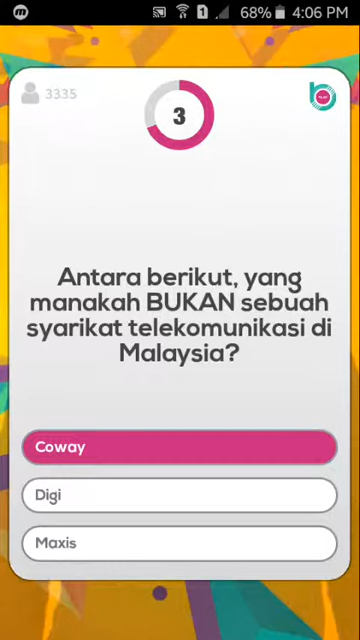 68% 4:06 PM
3335
3
Antara berikut, yang
manakah BUKAN sebuah
syarikat telekomunikasi di
Malaysia?
Coway
Digi
Maxis